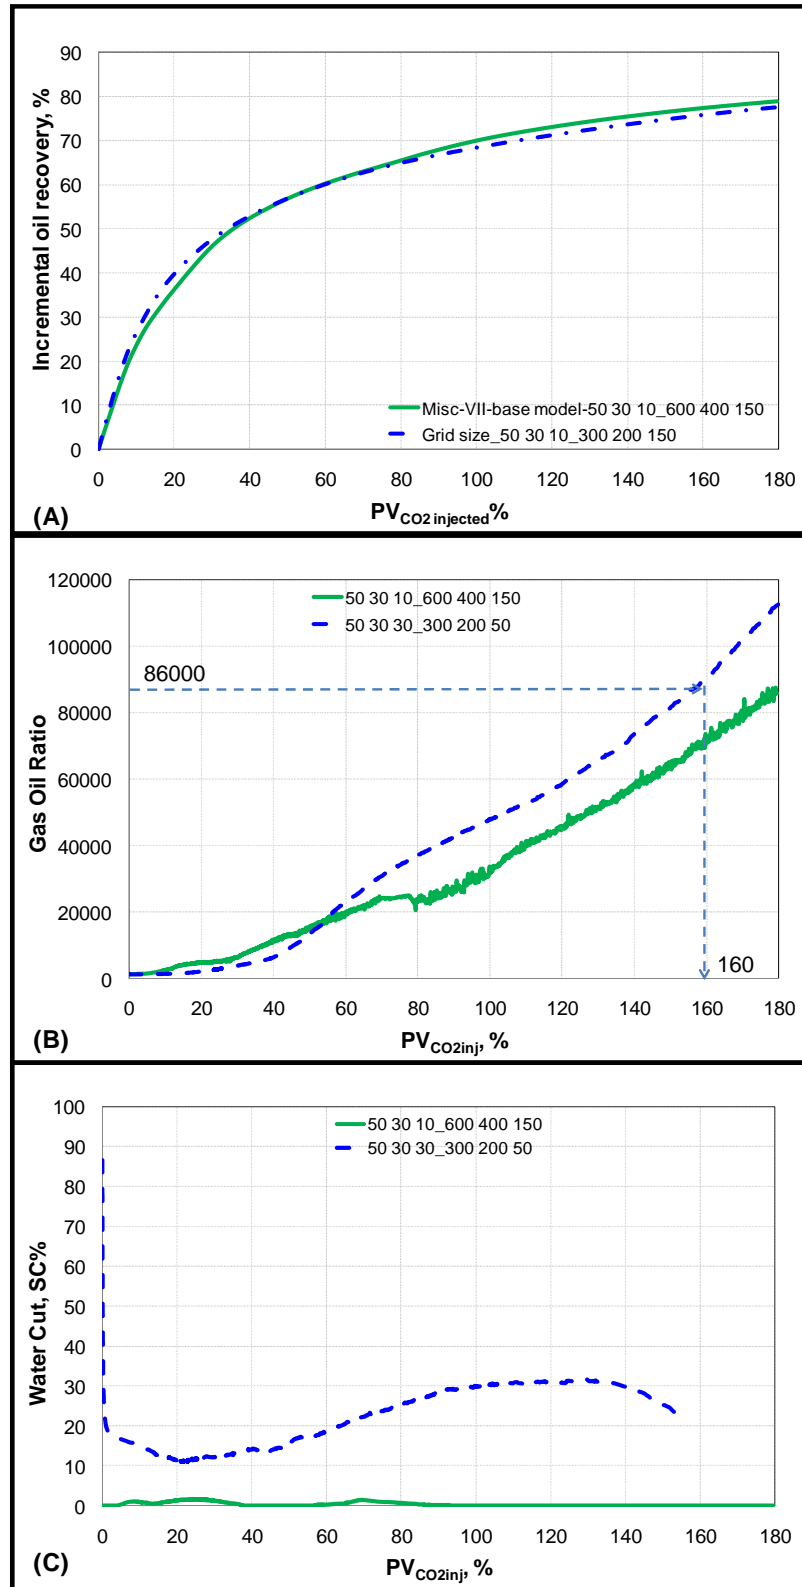 90
80
70
60
50
40
30
20
10
0
Incremental oil recovery, %
Misc-VII-base model-50 30 10_600 400 150
Grid size_50 30 10_300 200 150
0 20 40 60 80 100 120 140 160 180
PVCO2 injected%
(A)
120000
100000
80000
60000
40000
20000
0
Gas Oil Ratio
50 30 10_600 400 150
50 30 30_300 200 50
86000
160
0 20 40 60 80 100 120 140 160 180
PVCO2inj, %
(B)
100
90
80
70
60
50
40
30
20
10
0
Water Cut, SC%
50 30 10_600 400 150
50 30 30_300 200 50
0 20 40 60 80 100 120 140 160 180
PVCO2inj, %
(C)